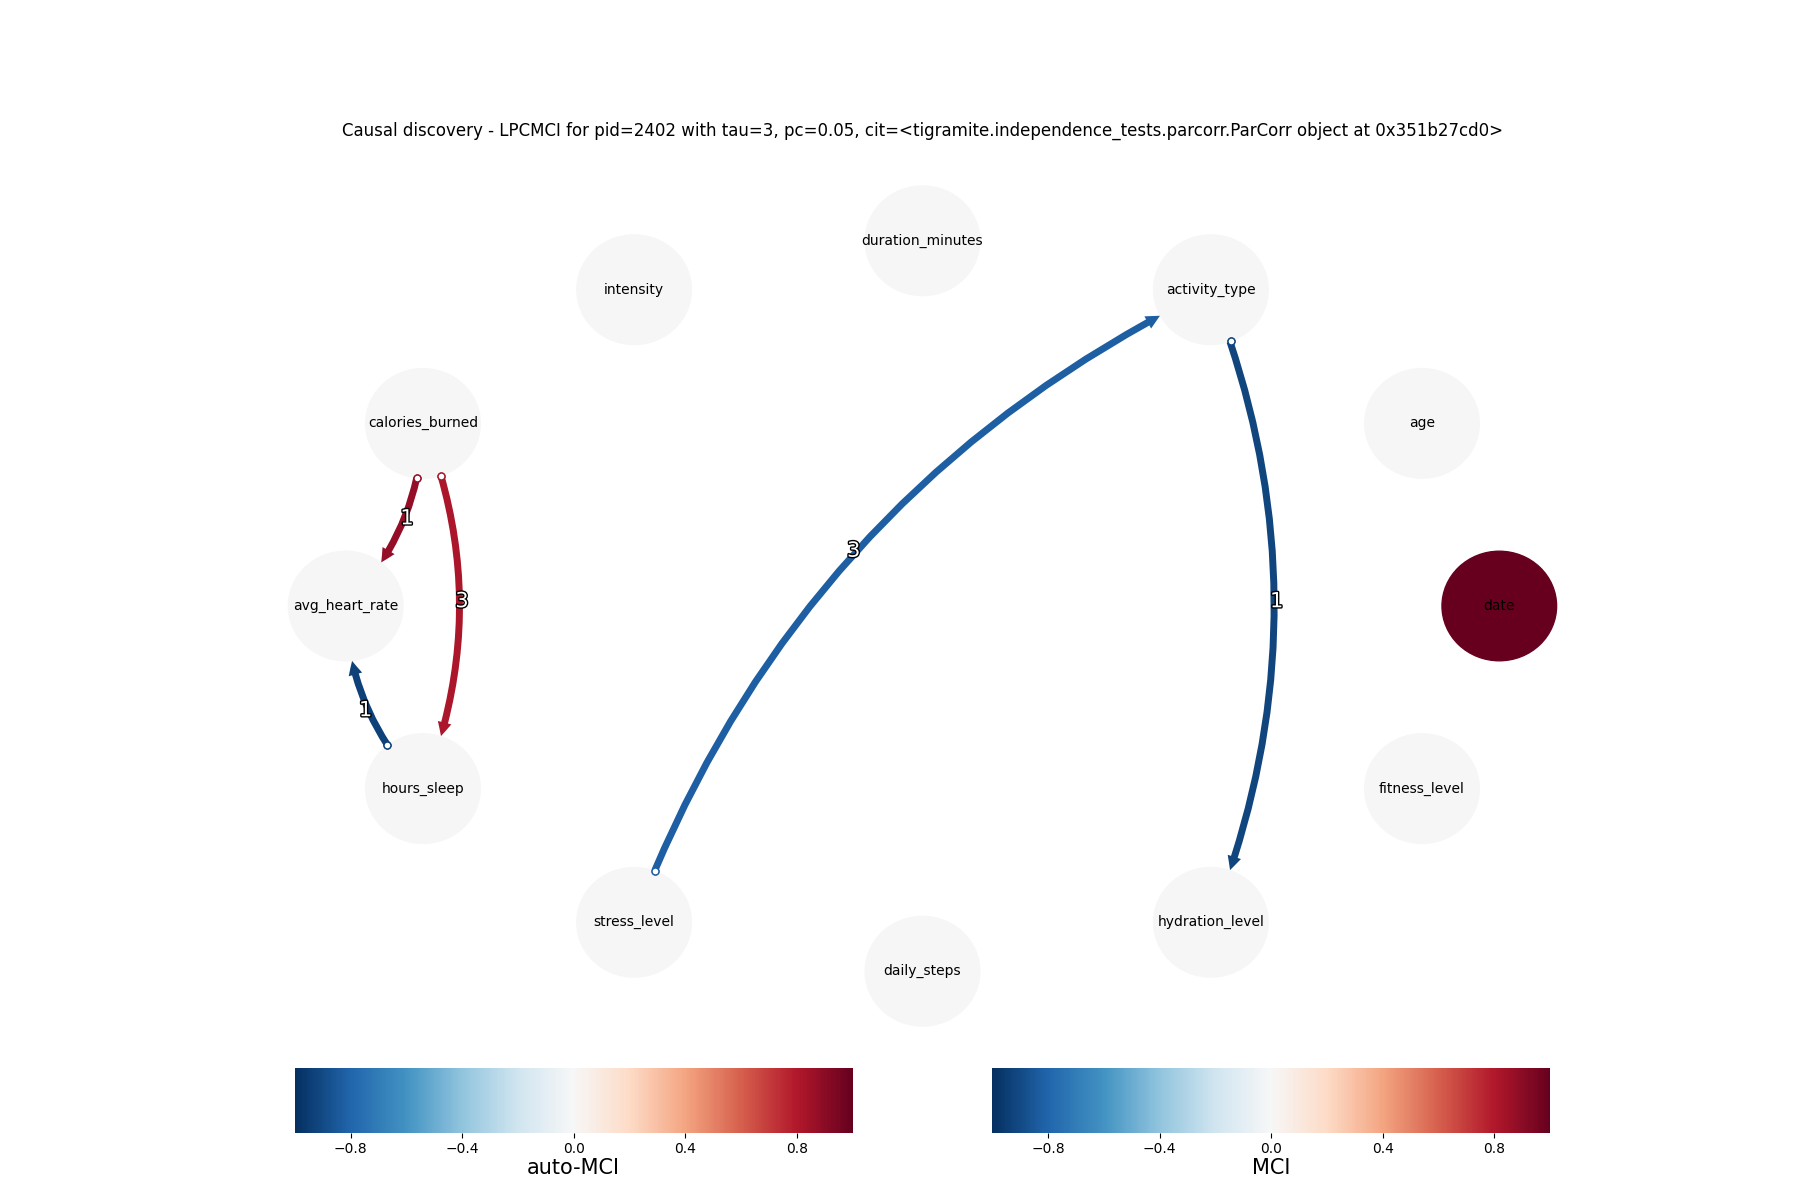 Causal discovery - LPCMCI for pid=2402 with tau=3, pc=0.05, cit=<tigramite.independence_tests.parcorr.ParCorr object at 0x351b27cd0>
duration_minutes
intensity
activity_type
calories_burned
age
1
3
avg_heart_rate
3
1
date
1
hours_sleep
fitness_level
stress_level
hydration_level
daily_steps
−0.8 −0.4 0.0 0.4 0.8
auto-MCI
−0.8 −0.4 0.0 0.4 0.8
MCI